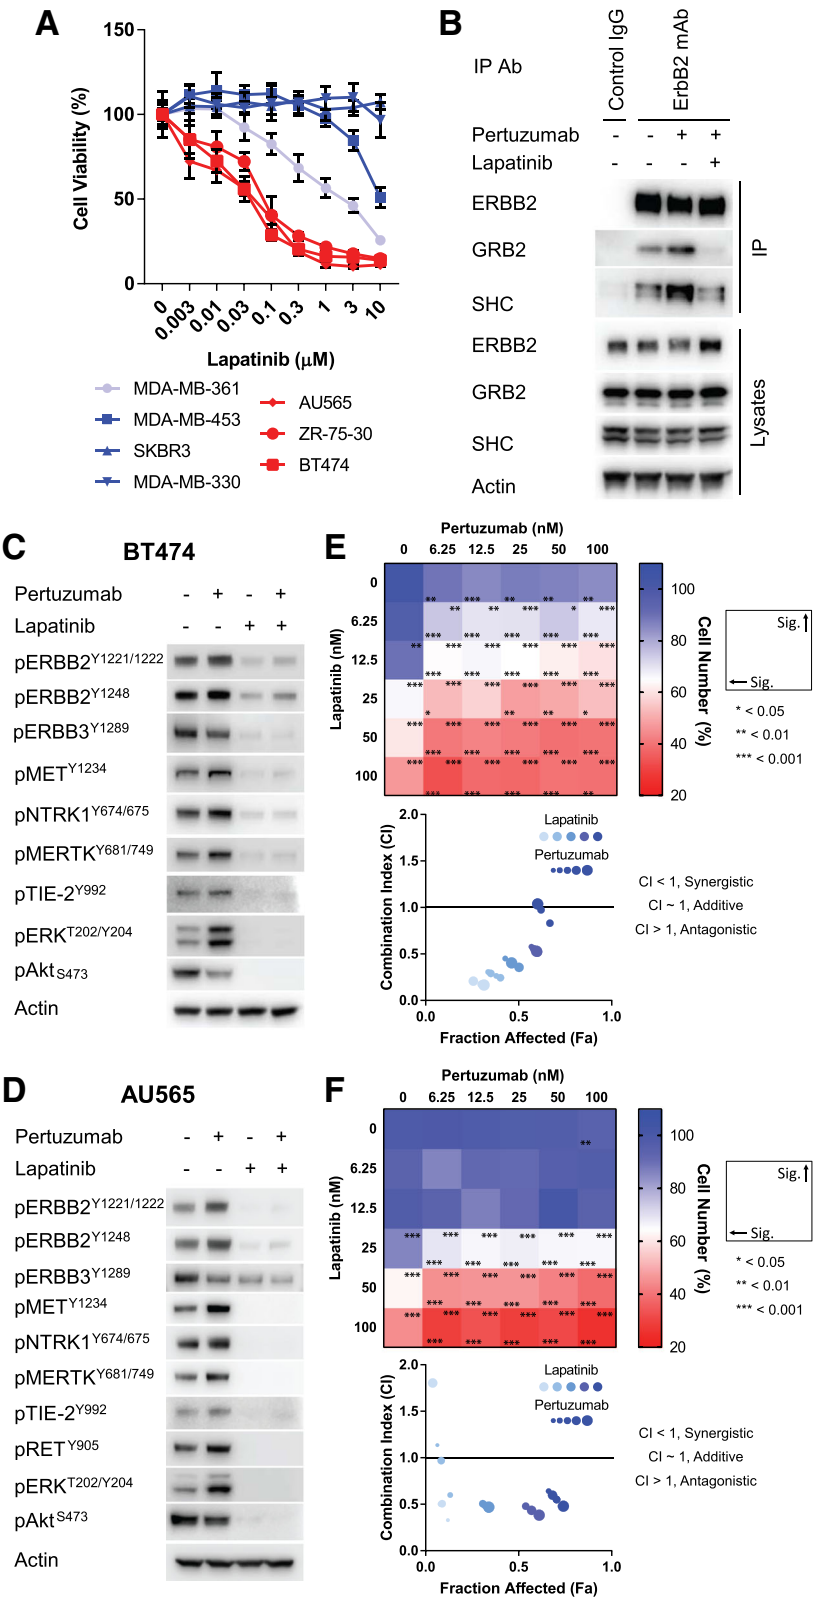 A
150
100
50
0
Cell Viability (%)
0 0.003 0.01 0.03 0.1 0.3 1 3 10
Lapatinib (μM)
MDA-MB-361
MDA-MB-453
SKBR3
MDA-MB-330
AU565
ZR-75-30
BT474
B
IP Ab
Control IgG
ErbB2 mAb
Pertuzumab - - + +
Lapatinib - - - +
ERBB2
GRB2
SHC
IP
ERBB2
GRB2
SHC
Actin
Lysates
C
BT474
Pertuzumab - + - +
Lapatinib - - + +
pERBB2Y1221/1222
pERBB2Y1248
pERBB3Y1289
pMETY1234
pNTRK1Y674/675
pMERTKY681/749
pTIE-2Y992
pERKT202/Y204
pAktS473
Actin
E
Pertuzumab (nM)
0 6.25 12.5 25 50 100
Lapatinib (nM)
0
** *** ** ** **
6.25
** ** *** * ***
*** *** *** *** ***
12.5
** *** *** *** *** ***
*** *** *** *** ***
25
*** *** *** *** *** ***
* ** ** *
50
*** *** *** *** *** ***
*** *** *** *** ***
100
*** *** *** *** *** ***
*** *** *** ** ***
100
80
60
40
20
Cell Number (%)
Sig.
Sig.
* < 0.05
** < 0.01
*** < 0.001
2.0
1.5
1.0
0.5
0.0
Combination Index (CI)
Lapatinib
Pertuzumab
0.0 0.5 1.0
Fraction Affected (Fa)
CI < 1, Synergistic
CI ~ 1, Additive
CI > 1, Antagonistic
D
AU565
Pertuzumab - + - +
Lapatinib - - + +
pERBB2Y1221/1222
pERBB2Y1248
pERBB3Y1289
pMETY1234
pNTRK1Y674/675
pMERTKY681/749
pTIE-2Y992
pRETY905
pERKT202/Y204
pAktS473
Actin
F
Pertuzumab (nM)
0 6.25 12.5 25 50 100
Lapatinib (nM)
0
**
6.25
12.5
25
*** *** *** *** *** ***
*** *** *** *** ***
50
*** *** *** *** *** ***
*** *** *** *** ***
100
*** *** *** *** *** ***
*** *** *** *** ***
100
80
60
40
20
Cell Number (%)
Sig.
Sig.
* < 0.05
** < 0.01
*** < 0.001
2.0
1.5
1.0
0.5
0.0
Combination Index (CI)
Lapatinib
Pertuzumab
0.0 0.5 1.0
Fraction Affected (Fa)
CI < 1, Synergistic
CI ~ 1, Additive
CI > 1, Antagonistic